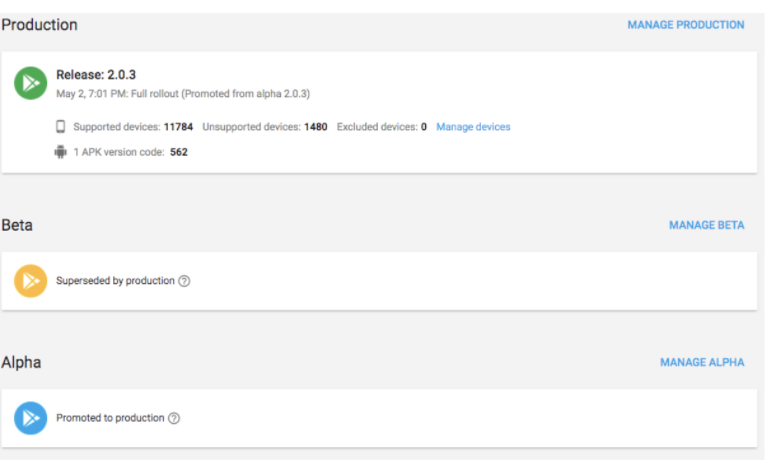 Production
MANAGE PRODUCTION
Release: 2.0.3
May 2, 7:01 PM: Full rollout (Promoted from alpha 2.0.3)
Supported devices: 11784 Unsupported devices: 1480 Excluded devices: 0 Manage devices
1 APK version code: 562
Beta
MANAGE BETA
Superseded by production ?
Alpha
MANAGE ALPHA
Promoted to production ?